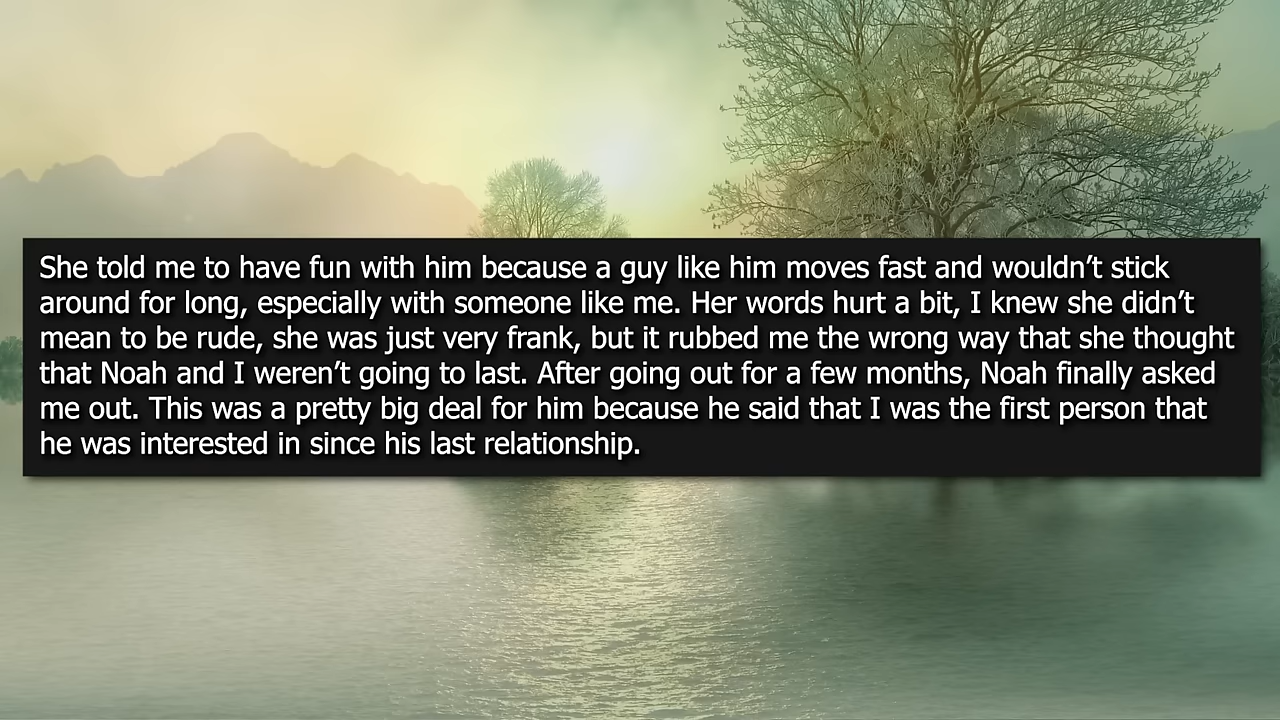 She told me to have fun with him because a guy like him moves fast and wouldn’t stick
around for long, especially with someone like me. Her words hurt a bit, I knew she didn’t
mean to be rude, she was just very frank, but it rubbed me the wrong way that she thought
that Noah and I weren’t going to last. After going out for a few months, Noah finally asked
me out. This was a pretty big deal for him because he said that I was the first person that
he was interested in since his last relationship.